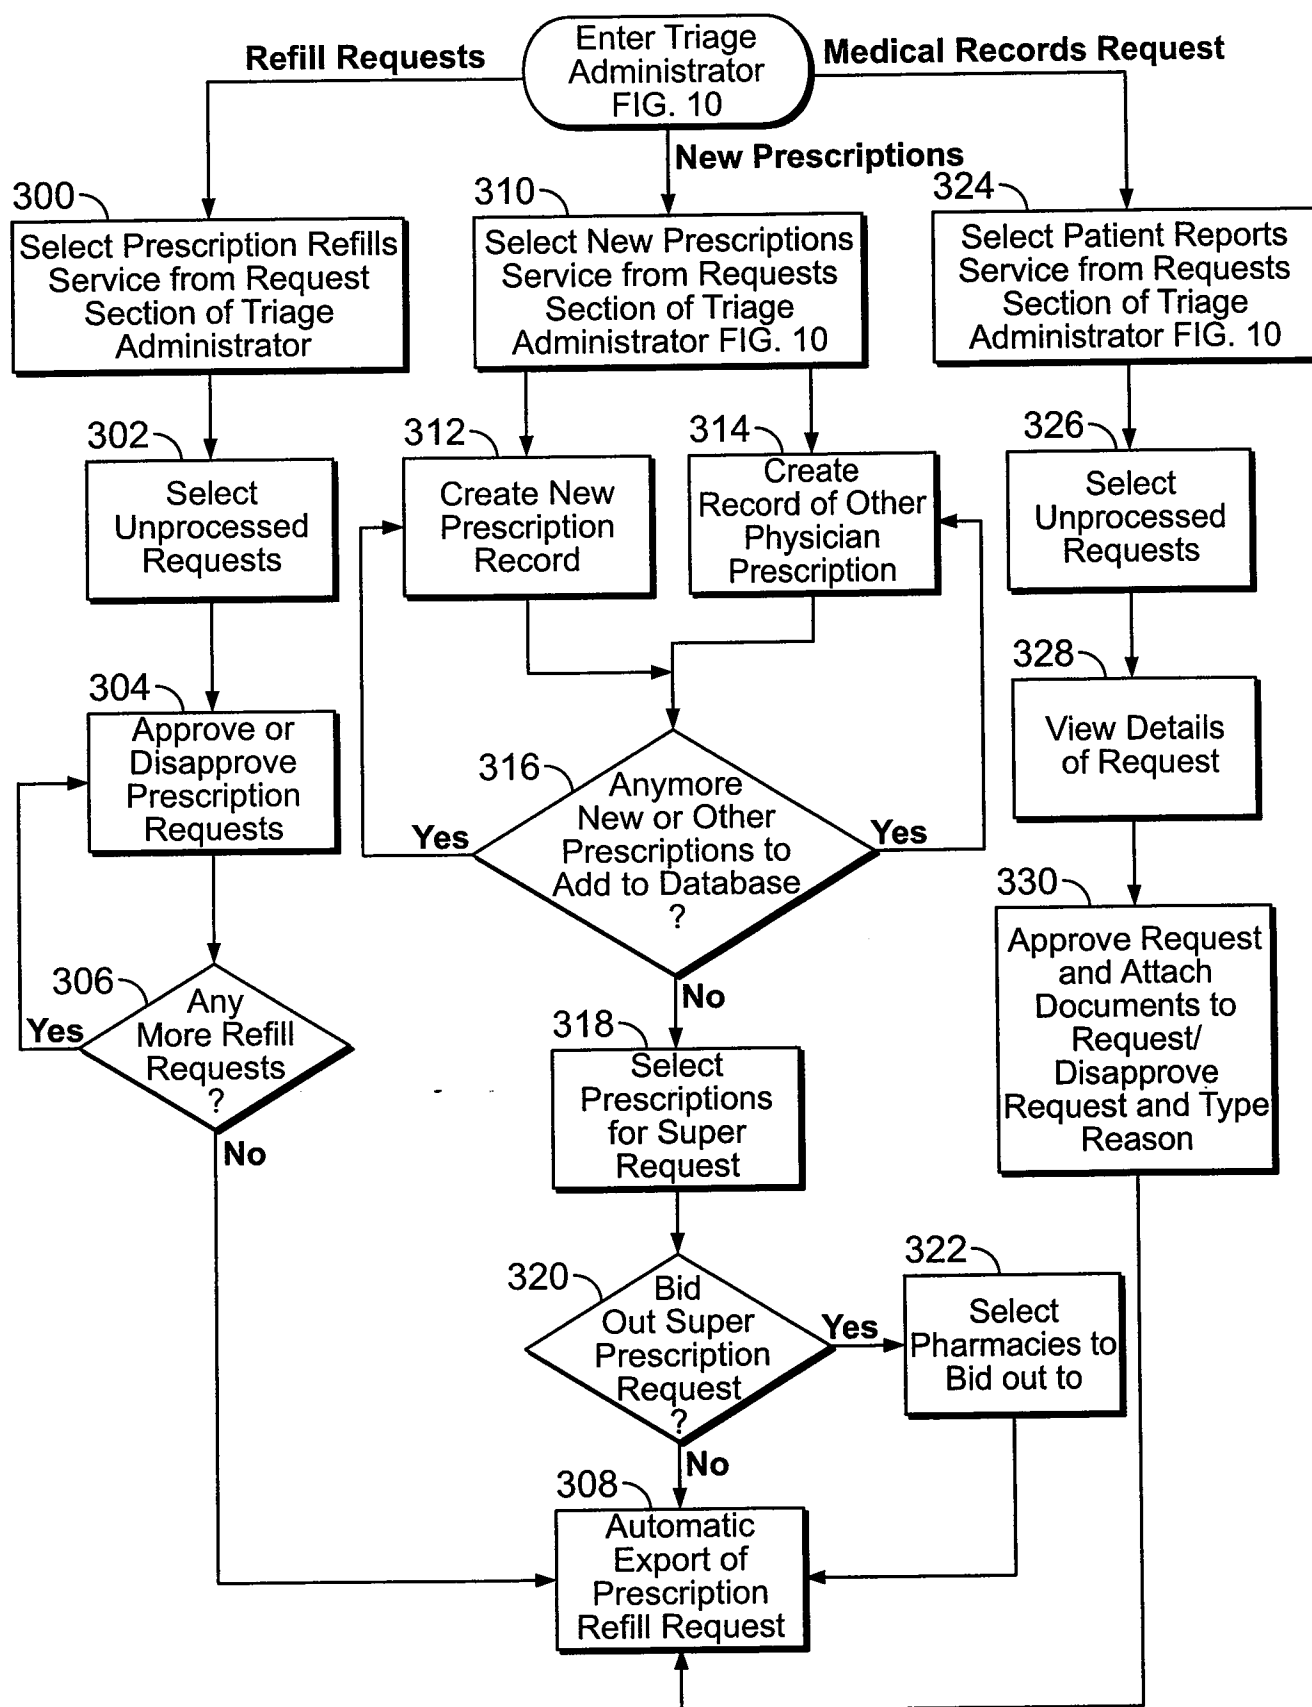 Enter Triage
Administrator
FIG. 10
Refill Requests
Medical Records Request
New Prescriptions
300
Select Prescription Refills
Service from Request
Section of Triage
Administrator
310
Select New Prescriptions
Service from Requests
Section of Triage
Administrator FIG. 10
324
Select Patient Reports
Service from Requests
Section of Triage
Administrator FIG. 10
302
Select
Unprocessed
Requests
312
Create New
Prescription
Record
314
Create
Record of Other
Physician
Prescription
326
Select
Unprocessed
Requests
304
Approve or
Disapprove
Prescription
Requests
316
Anymore
New or Other
Prescriptions to
Add to Database
?
Yes
Yes
No
328
View Details
of Request
306
Any
More Refill
Requests
?
Yes
No
318
Select
Prescriptions
for Super
Request
330
Approve Request
and Attach
Documents to
Request/
Disapprove
Request and Type
Reason
320
Bid
Out Super
Prescription
Request
?
Yes
No
322
Select
Pharmacies to
Bid out to
308
Automatic
Export of
Prescription
Refill Request